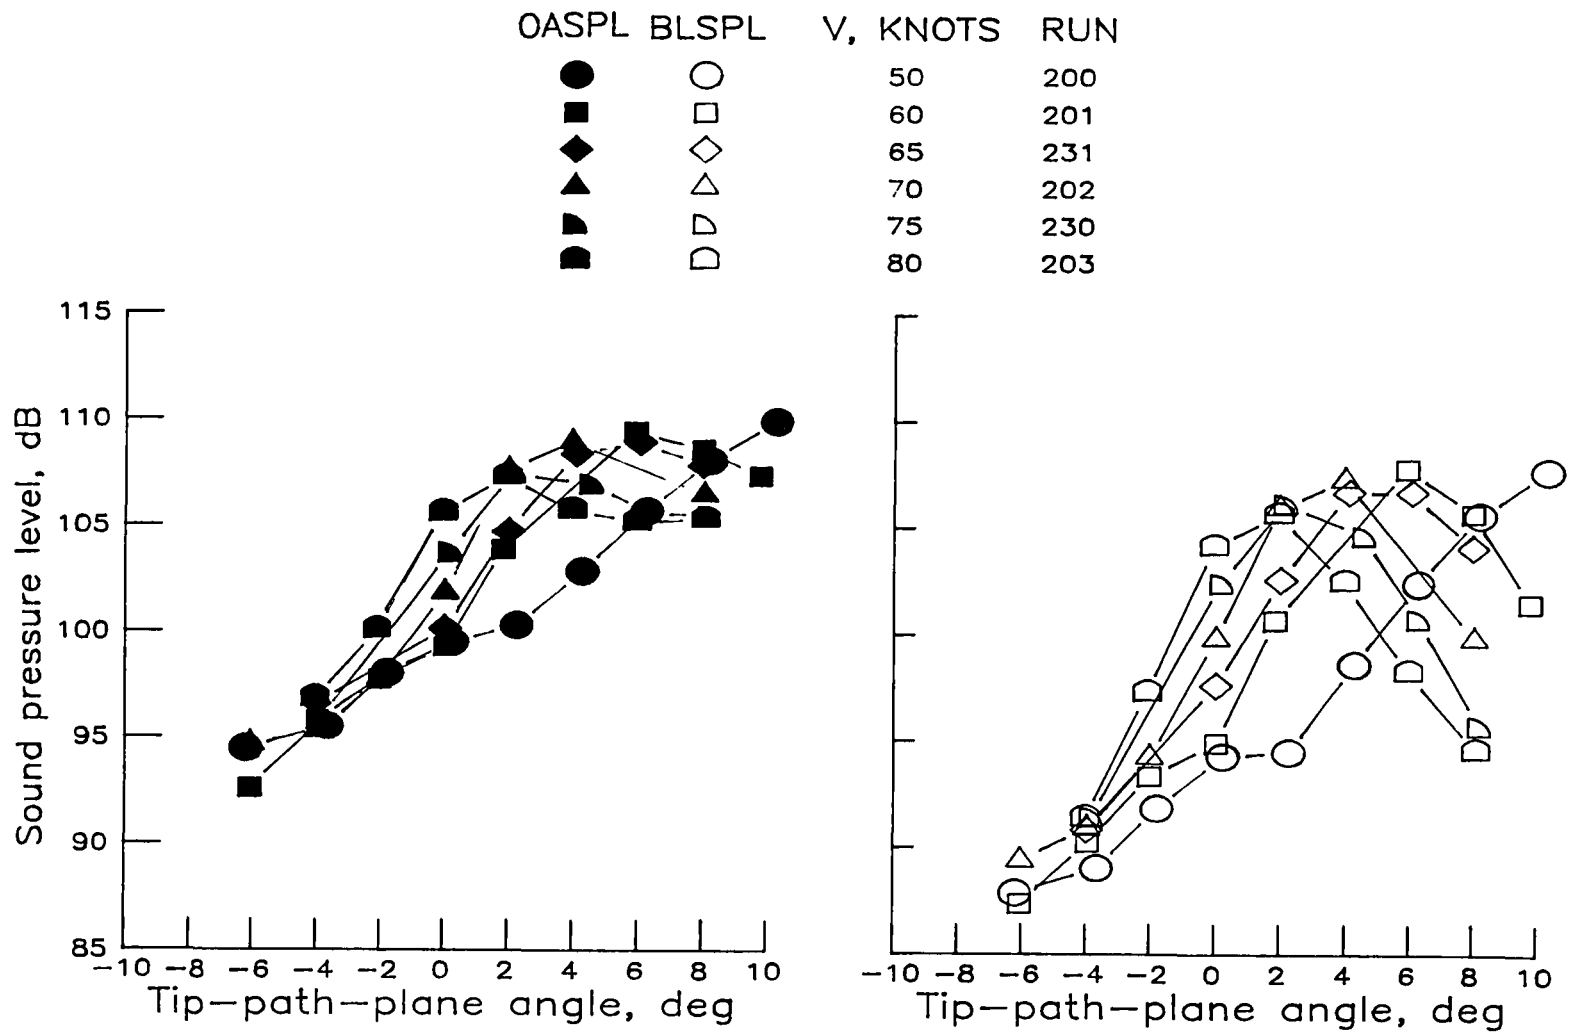 OASPL BLSPL V, KNOTS RUN
50 200
60 201
65 231
70 202
75 230
80 203
Sound pressure level, dB
115
110
105
100
95
90
85
-10 -8 -6 -4 -2 0 2 4 6 8 10
Tip-path-plane angle, deg
-10 -8 -6 -4 -2 0 2 4 6 8 10
Tip-path-plane angle, deg